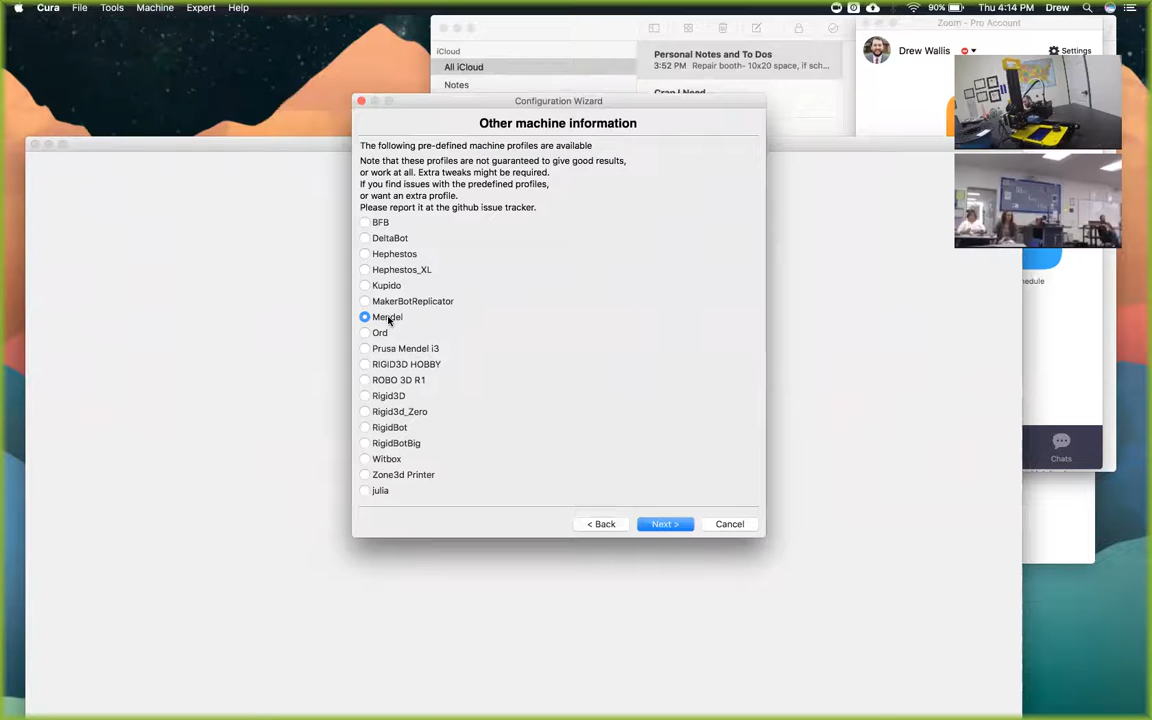 Cura File Tools Machine Expert Help 90% Thu 4:14 PM Drew
Zoom - Pro Account
iCloud
All iCloud
Notes
Personal Notes and To Dos
3:52 PM Repair booth- 10x20 space, if sch...
Crap I Need
Drew Wallis
Settings
Configuration Wizard
Other machine information
The following pre-defined machine profiles are available
Note that these profiles are not guaranteed to give good results,
or work at all. Extra tweaks might be required.
If you find issues with the predefined profiles,
or want an extra profile.
Please report it at the github issue tracker.
BFB
DeltaBot
Hephestos
Hephestos_XL
Kupido
MakerBotReplicator
Mendel
Ord
Prusa Mendel i3
RIGID3D HOBBY
ROBO 3D R1
Rigid3D
Rigid3d_Zero
RigidBot
RigidBotBig
Witbox
Zone3d Printer
julia
< Back
Next >
Cancel
hedule
Chats